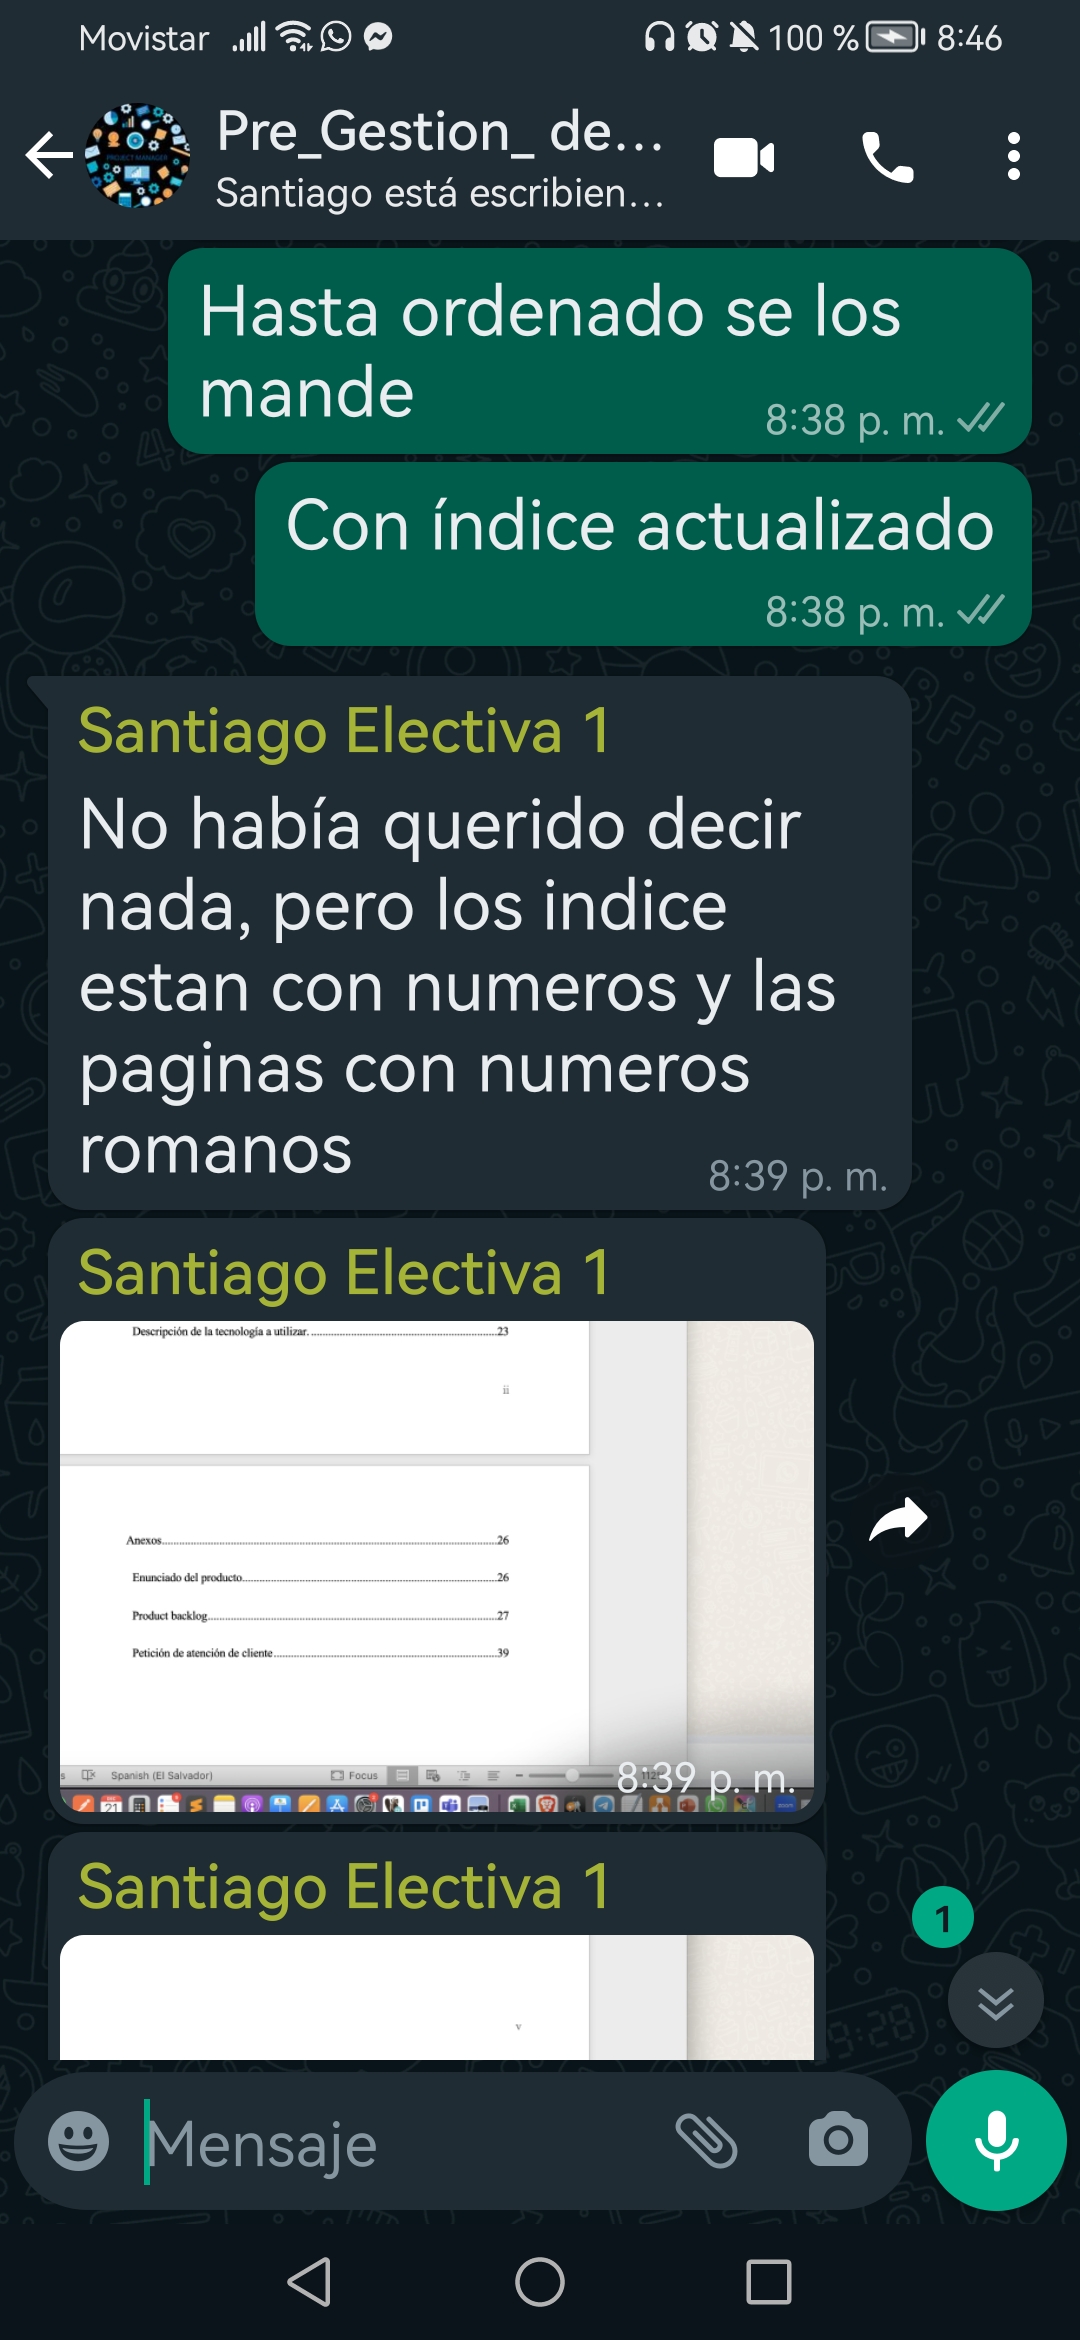 Movistar 100 % 8:46
Pre_Gestion_ de...
Santiago está escribien...
Hasta ordenado se los
mande
8:38 p. m.
Con índice actualizado
8:38 p. m.
Santiago Electiva 1
No había querido decir
nada, pero los indice
estan con numeros y las
paginas con numeros
romanos
8:39 p. m.
Santiago Electiva 1
Descripción de la tecnología a utilizar. 23
ii
Anexos 26
Enunciado del producto 26
Product backlog 27
Petición de atención de cliente 39
Spanish (El Salvador) Focus
8:39 p. m.
21
Santiago Electiva 1
1
v
Mensaje